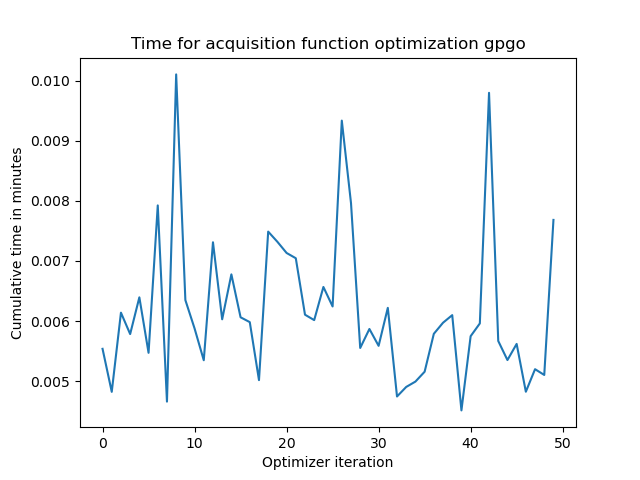 Time for acquisition function optimization gpgo
0.010
0.009
0.008
0.007
0.006
0.005
Cumulative time in minutes
0 10 20 30 40 50
Optimizer iteration